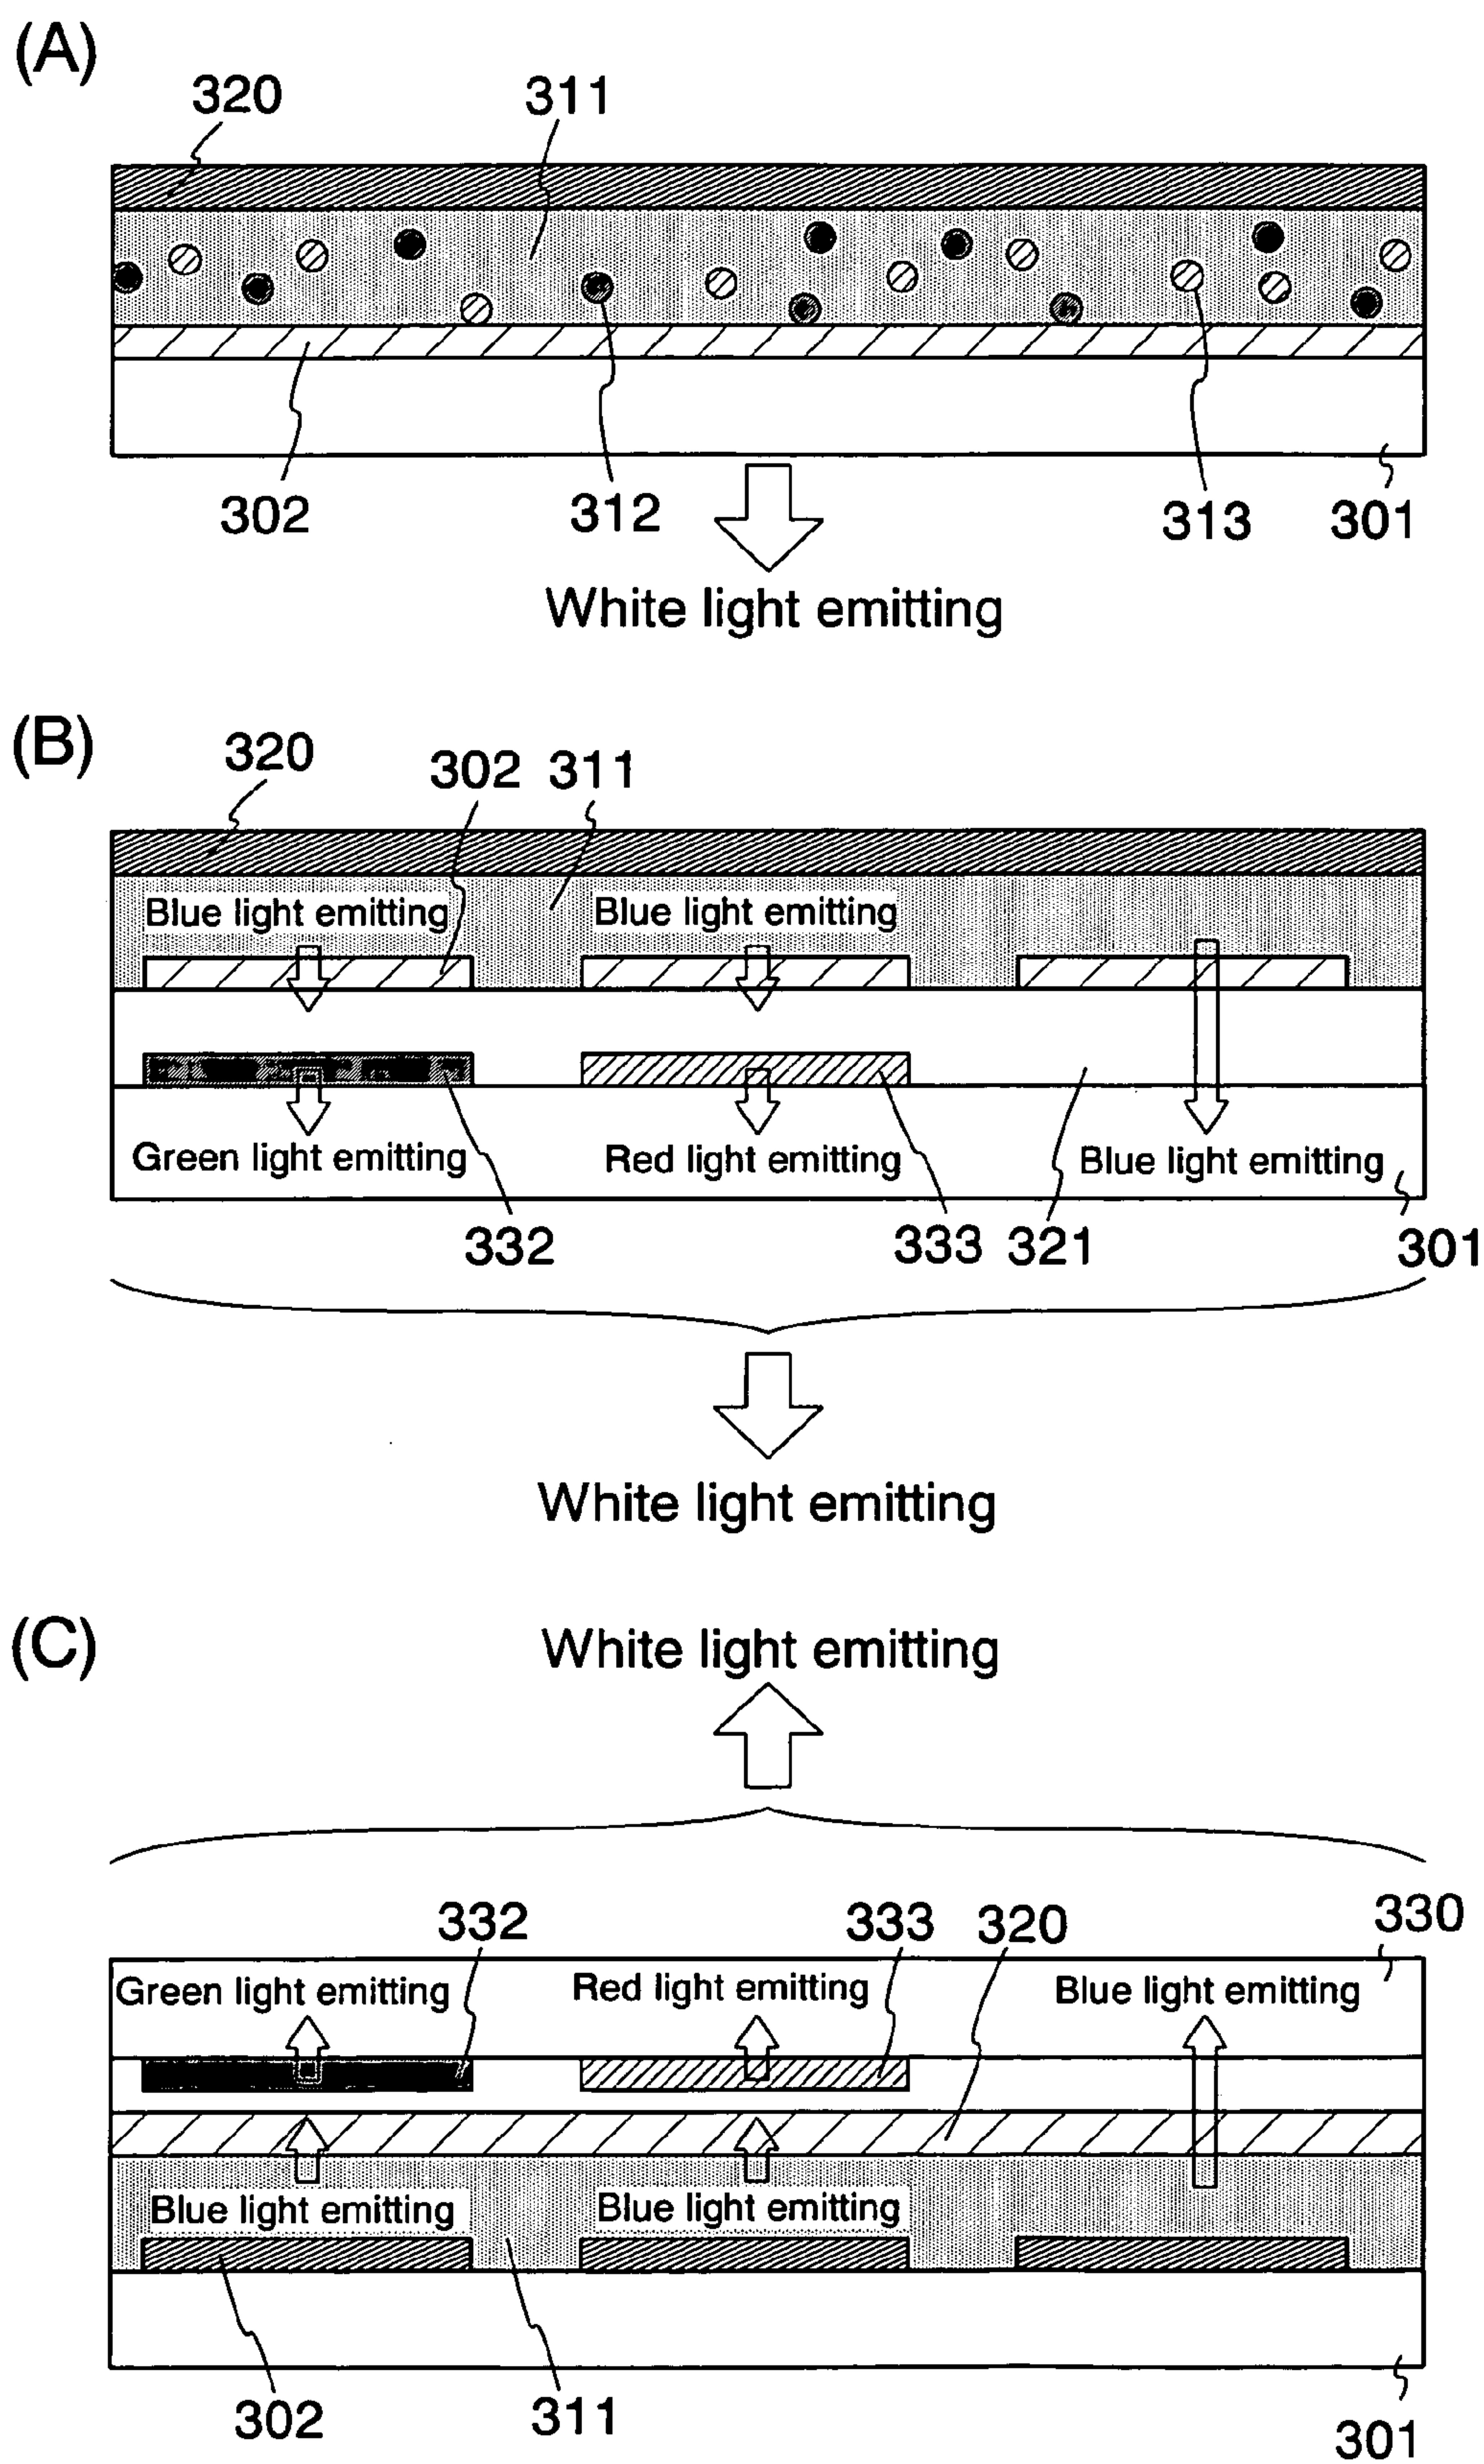 (A)
320 311
302 312 313 301
White light emitting
(B)
320 302 311
Blue light emitting Blue light emitting
Green light emitting Red light emitting Blue light emitting
332 333 321 301
White light emitting
(C)
White light emitting
332 333 320 330
Green light emitting Red light emitting Blue light emitting
Blue light emitting Blue light emitting
302 311 301